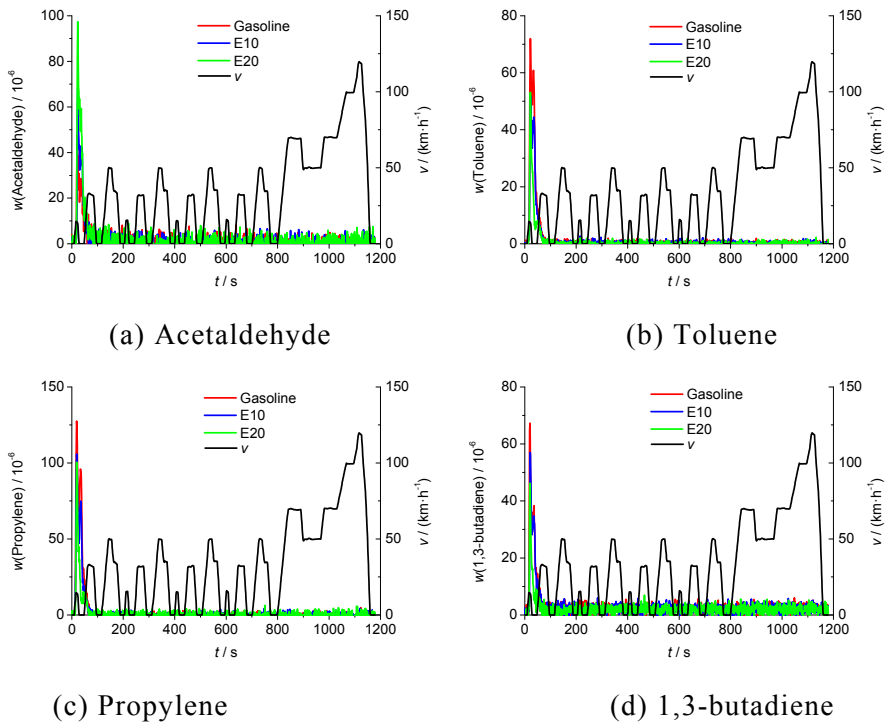 Gasoline
E10
E20
v
w(Acetaldehyde) / 10⁻⁶
100
80
60
40
20
0
150
100
50
0
v / (km·h⁻¹)
0 200 400 600 800 1000 1200
t / s
(a) Acetaldehyde
Gasoline
E10
E20
v
w(Toluene) / 10⁻⁶
80
60
40
20
0
150
100
50
0
v / (km·h⁻¹)
0 200 400 600 800 1000 1200
t / s
(b) Toluene
Gasoline
E10
E20
v
w(Propylene) / 10⁻⁶
150
100
50
0
150
100
50
0
v / (km·h⁻¹)
0 200 400 600 800 1000 1200
t / s
(c) Propylene
Gasoline
E10
E20
v
w(1,3-butadiene) / 10⁻⁶
80
60
40
20
0
150
100
50
0
v / (km·h⁻¹)
0 200 400 600 800 1000 1200
t / s
(d) 1,3-butadiene